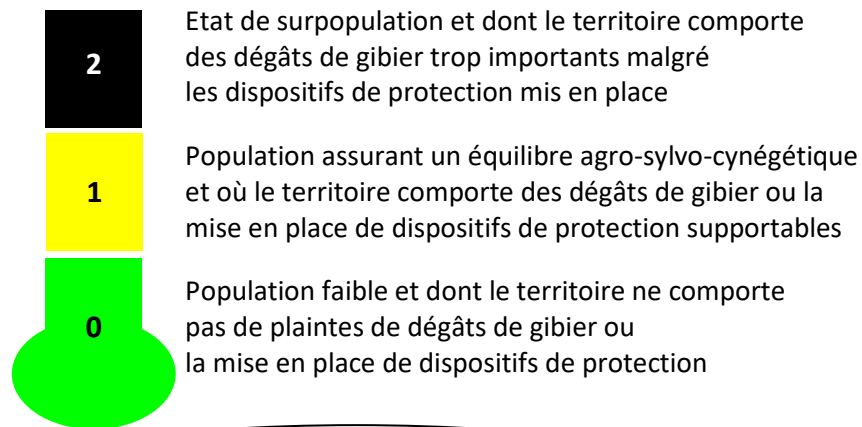 2
Etat de surpopulation et dont le territoire comporte
des dégâts de gibier trop importants malgré
les dispositifs de protection mis en place
1
Population assurant un équilibre agro-sylvo-cynégétique
et où le territoire comporte des dégâts de gibier ou la
mise en place de dispositifs de protection supportables
0
Population faible et dont le territoire ne comporte
pas de plaintes de dégâts de gibier ou
la mise en place de dispositifs de protection